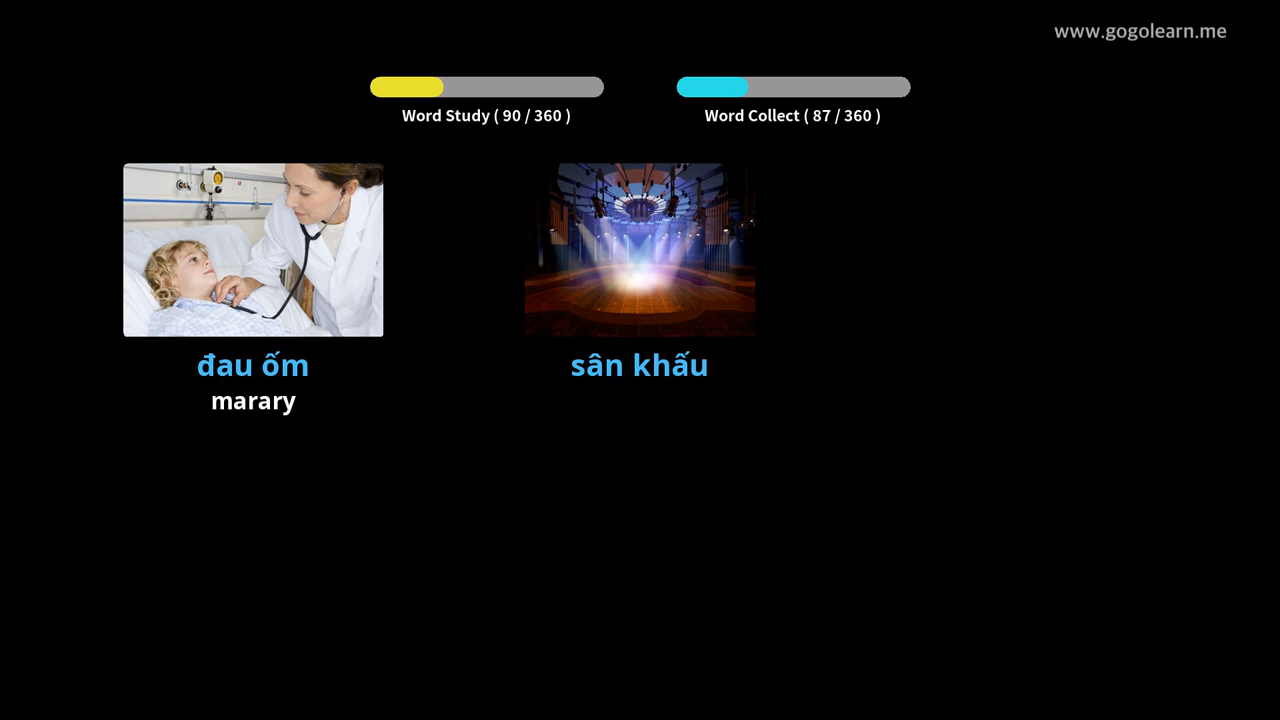 www.gogolearn.me
Word Study ( 90 / 360 )
Word Collect ( 87 / 360 )
đau ốm
marary
sân khấu